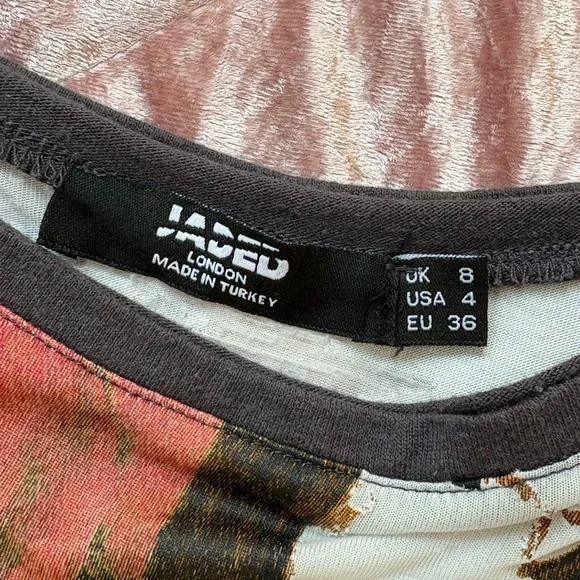 JADED
LONDON
MADE IN TURKEY
UK 8
USA 4
EU 36